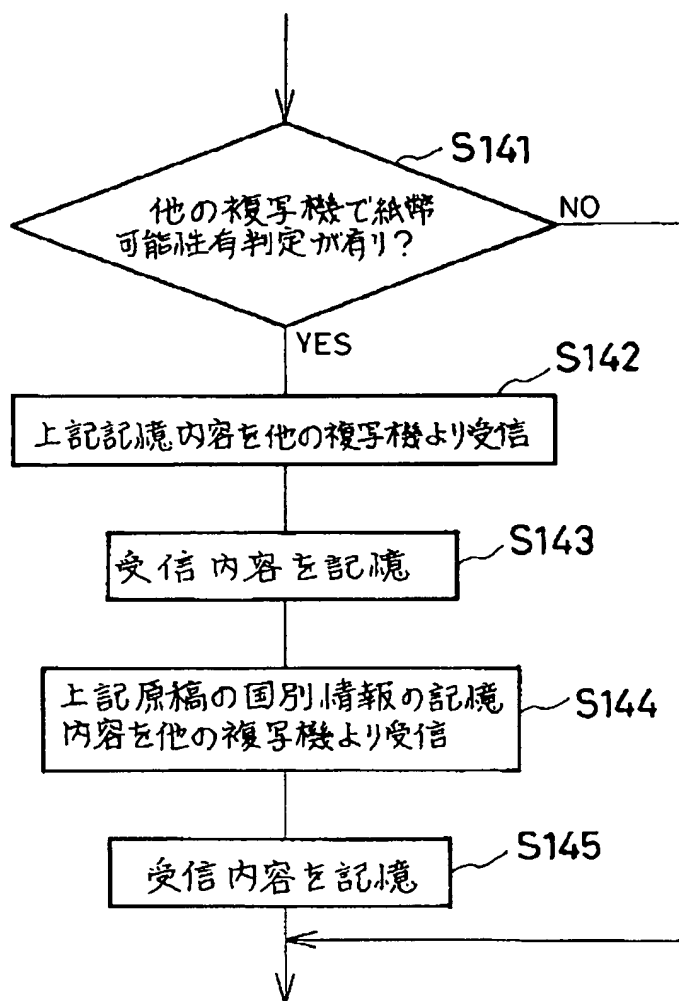 S141
他の複写機で紙幣
可能性有判定が有り?
NO
YES
S142
上記記憶内容を他の複写機より受信
S143
受信内容を記憶
上記原稿の国別情報の記憶
内容を他の複写機より受信
S144
S145
受信内容を記憶